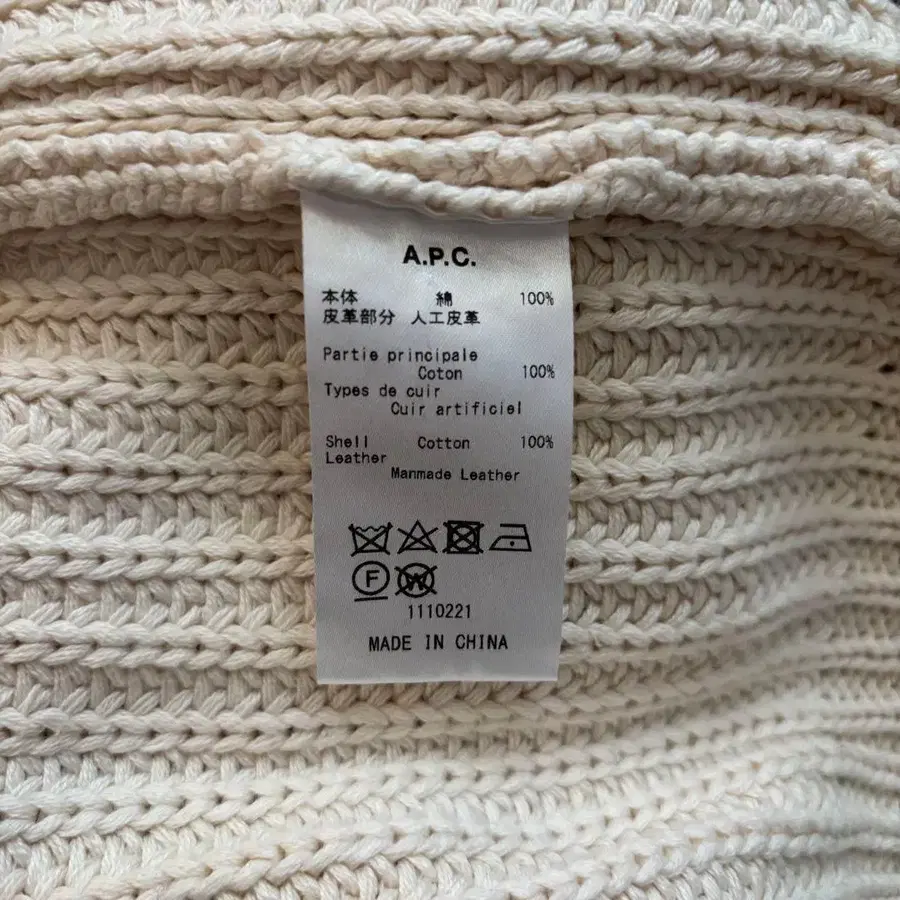 A.P.C.
本体 綿 100%
皮革部分 人工皮革
Partie principale
Coton 100%
Types de cuir
Cuir artificiel
Shell Cotton 100%
Leather
Manmade Leather
F W
1110221
MADE IN CHINA